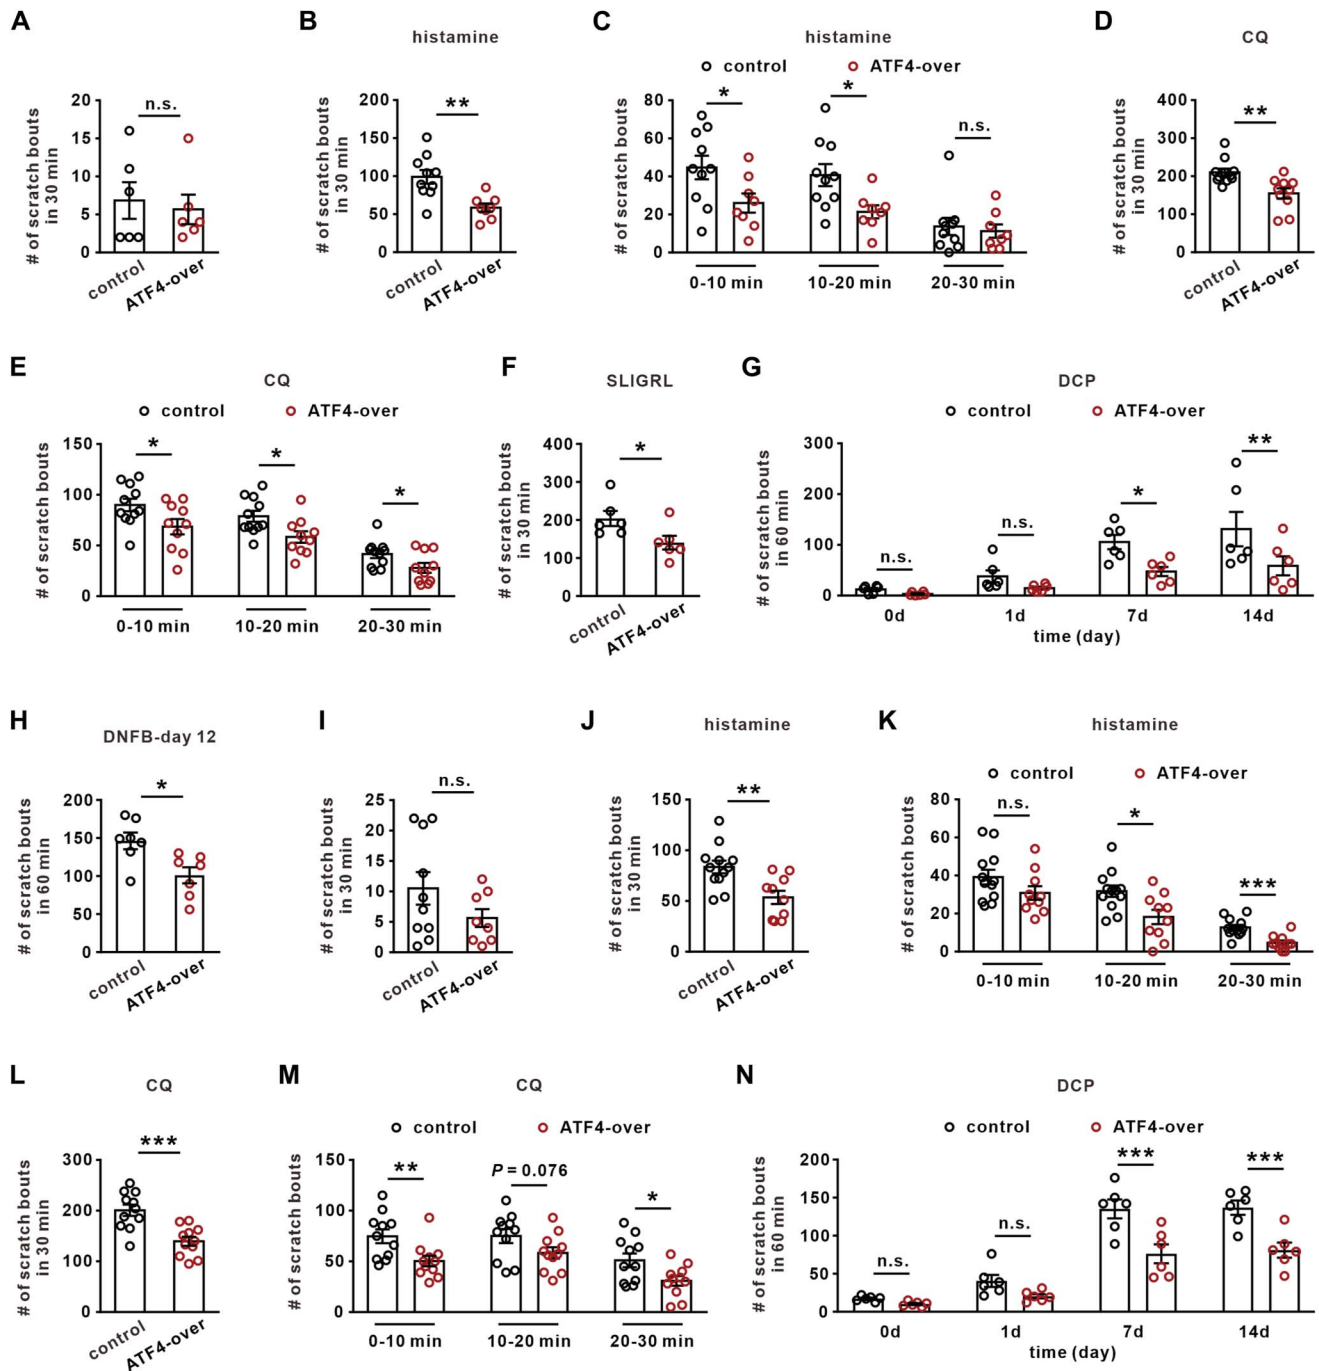 A
# of scratch bouts
in 30 min
20
15
10
5
0
n.s.
control
ATF4-over
B
histamine
# of scratch bouts
in 30 min
200
150
100
50
0
**
control
ATF4-over
C
histamine
control
ATF4-over
# of scratch bouts
80
60
40
20
0
*
*
n.s.
0-10 min
10-20 min
20-30 min
D
CQ
# of scratch bouts
in 30 min
400
300
200
100
0
**
control
ATF4-over
E
CQ
control
ATF4-over
# of scratch bouts
150
100
50
0
*
*
*
0-10 min
10-20 min
20-30 min
F
SLIGRL
# of scratch bouts
in 30 min
400
300
200
100
0
*
control
ATF4-over
G
DCP
control
ATF4-over
# of scratch bouts
in 60 min
300
200
100
0
n.s.
n.s.
*
**
0d
1d
7d
14d
time (day)
H
DNFB-day 12
# of scratch bouts
in 60 min
200
150
100
50
0
*
control
ATF4-over
I
# of scratch bouts
in 30 min
25
20
15
10
5
0
n.s.
control
ATF4-over
J
histamine
# of scratch bouts
in 30 min
150
100
50
0
**
control
ATF4-over
K
histamine
control
ATF4-over
# of scratch bouts
80
60
40
20
0
n.s.
*
***
0-10 min
10-20 min
20-30 min
L
CQ
# of scratch bouts
in 30 min
300
200
100
0
***
control
ATF4-over
M
CQ
control
ATF4-over
# of scratch bouts
150
100
50
0
**
P = 0.076
*
0-10 min
10-20 min
20-30 min
N
DCP
control
ATF4-over
# of scratch bouts
in 60 min
200
150
100
50
0
n.s.
n.s.
***
***
0d
1d
7d
14d
time (day)